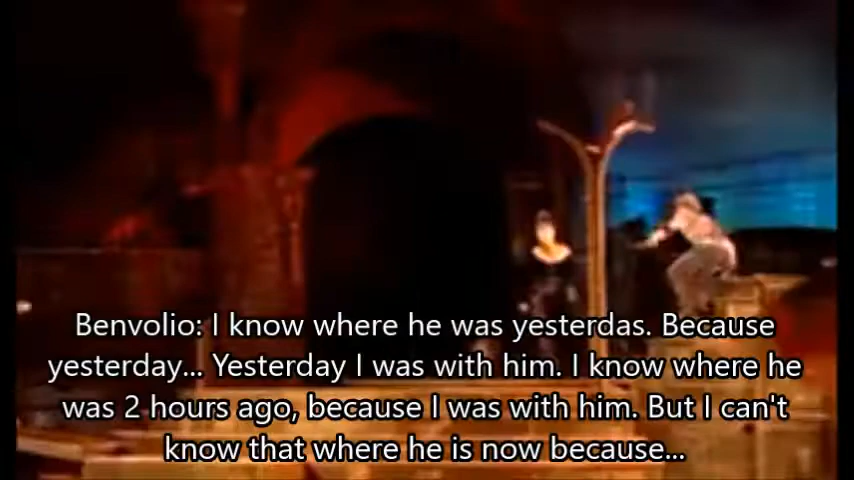 Benvolio: I know where he was yesterdas. Because
yesterday... Yesterday I was with him. I know where he
was 2 hours ago, because I was with him. But I can't
know that where he is now because...